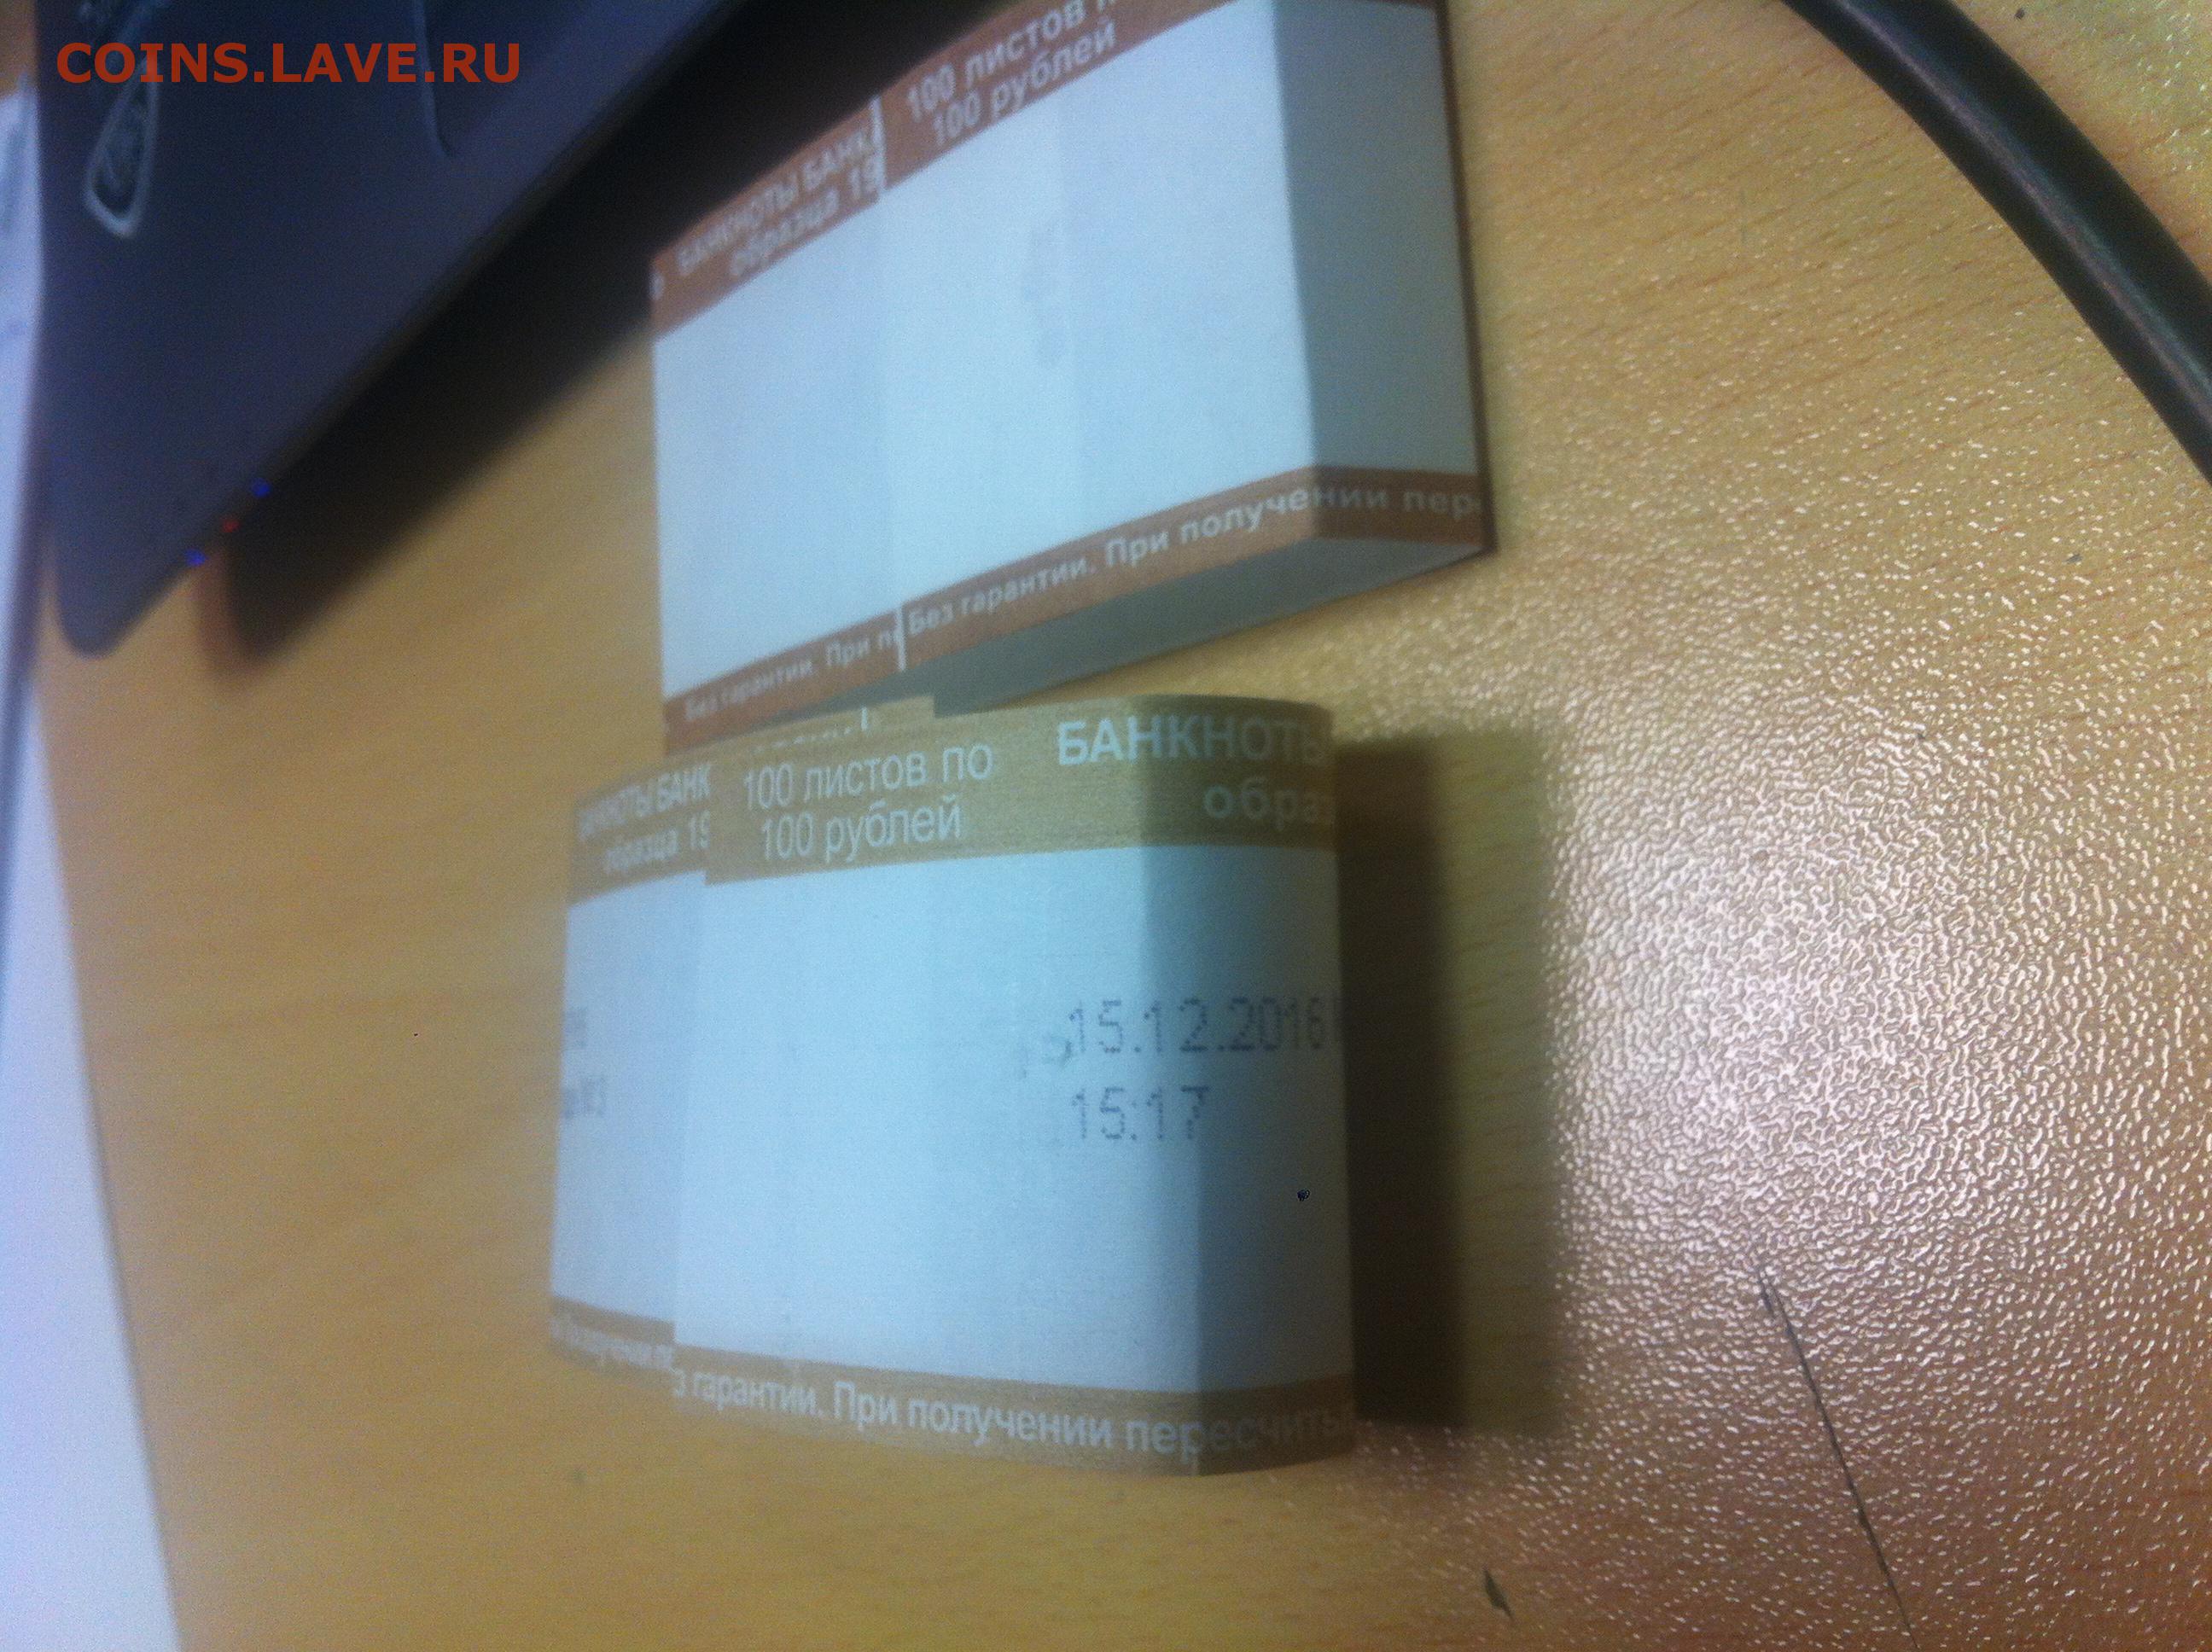 COINS.LAVE.RU
100 листов
100 рублей
БАНКНОТЫ БАНК
образца 19
Без гарантии. При получении пер
Без гарантии. При п
БАНКНОТЫ БАНК
образца 19
100 листов по
100 рублей
БАНКНОТЫ
образ
15.12.2016
15:17
гарантии. При получении пересчиты